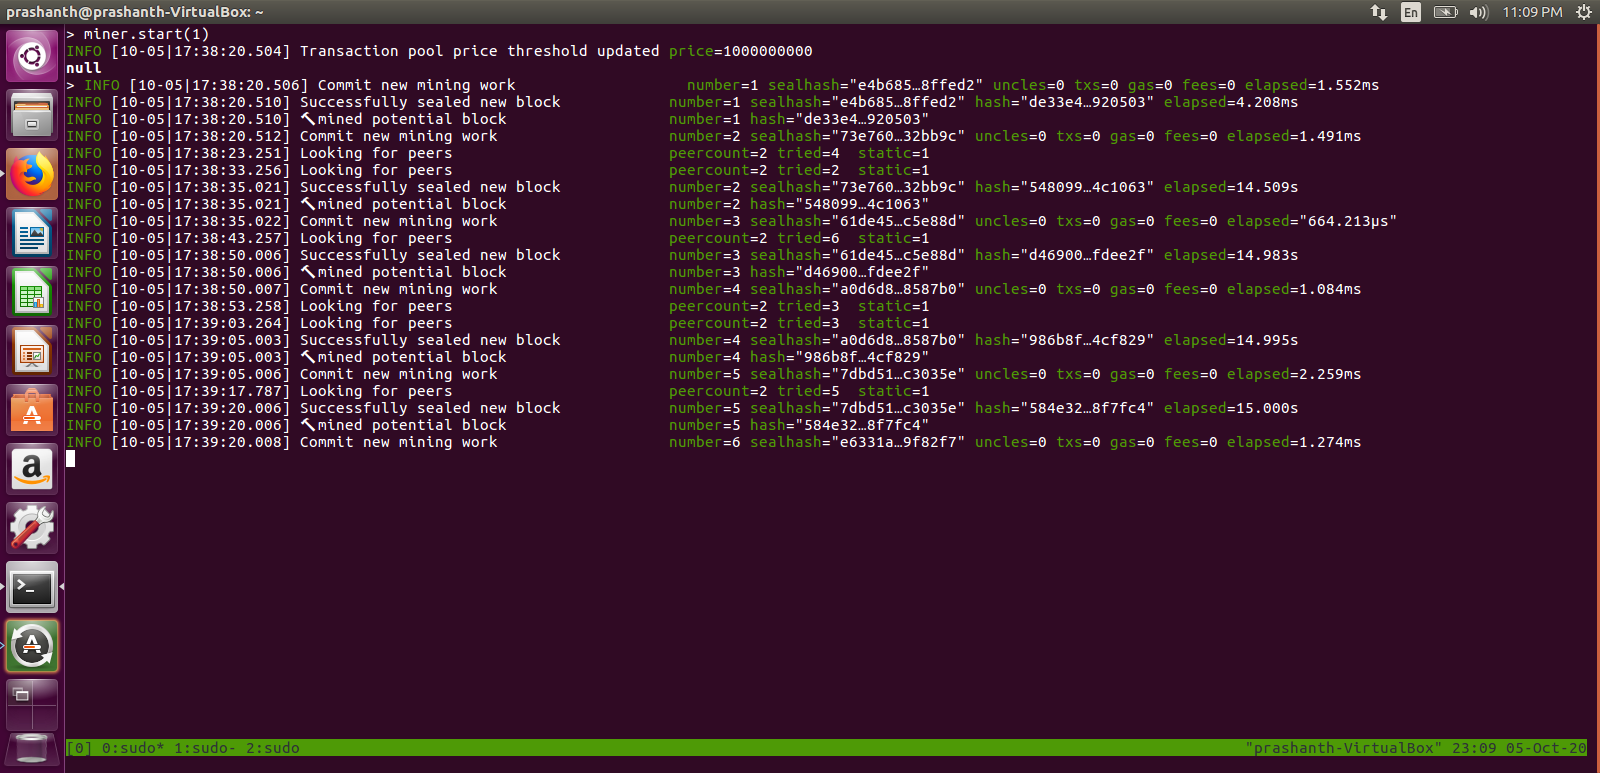 prashanth@prashanth-VirtualBox: ~
En
11:09 PM
> miner.start(1)
INFO [10-05|17:38:20.504] Transaction pool price threshold updated price=1000000000
null
> INFO [10-05|17:38:20.506] Commit new mining work number=1 sealhash="e4b685…8ffed2" uncles=0 txs=0 gas=0 fees=0 elapsed=1.552ms
INFO [10-05|17:38:20.510] Successfully sealed new block number=1 sealhash="e4b685…8ffed2" hash="de33e4…920503" elapsed=4.208ms
INFO [10-05|17:38:20.510] 🔨mined potential block number=1 hash="de33e4…920503"
INFO [10-05|17:38:20.512] Commit new mining work number=2 sealhash="73e760…32bb9c" uncles=0 txs=0 gas=0 fees=0 elapsed=1.491ms
INFO [10-05|17:38:23.251] Looking for peers peercount=2 tried=4 static=1
INFO [10-05|17:38:33.256] Looking for peers peercount=2 tried=2 static=1
INFO [10-05|17:38:35.021] Successfully sealed new block number=2 sealhash="73e760…32bb9c" hash="548099…4c1063" elapsed=14.509s
INFO [10-05|17:38:35.021] 🔨mined potential block number=2 hash="548099…4c1063"
INFO [10-05|17:38:35.022] Commit new mining work number=3 sealhash="61de45…c5e88d" uncles=0 txs=0 gas=0 fees=0 elapsed="664.213µs"
INFO [10-05|17:38:43.257] Looking for peers peercount=2 tried=6 static=1
INFO [10-05|17:38:50.006] Successfully sealed new block number=3 sealhash="61de45…c5e88d" hash="d46900…fdee2f" elapsed=14.983s
INFO [10-05|17:38:50.006] 🔨mined potential block number=3 hash="d46900…fdee2f"
INFO [10-05|17:38:50.007] Commit new mining work number=4 sealhash="a0d6d8…8587b0" uncles=0 txs=0 gas=0 fees=0 elapsed=1.084ms
INFO [10-05|17:38:53.258] Looking for peers peercount=2 tried=3 static=1
INFO [10-05|17:39:03.264] Looking for peers peercount=2 tried=3 static=1
INFO [10-05|17:39:05.003] Successfully sealed new block number=4 sealhash="a0d6d8…8587b0" hash="986b8f…4cf829" elapsed=14.995s
INFO [10-05|17:39:05.003] 🔨mined potential block number=4 hash="986b8f…4cf829"
INFO [10-05|17:39:05.006] Commit new mining work number=5 sealhash="7dbd51…c3035e" uncles=0 txs=0 gas=0 fees=0 elapsed=2.259ms
INFO [10-05|17:39:17.787] Looking for peers peercount=2 tried=5 static=1
INFO [10-05|17:39:20.006] Successfully sealed new block number=5 sealhash="7dbd51…c3035e" hash="584e32…8f7fc4" elapsed=15.000s
INFO [10-05|17:39:20.006] 🔨mined potential block number=5 hash="584e32…8f7fc4"
INFO [10-05|17:39:20.008] Commit new mining work number=6 sealhash="e6331a…9f82f7" uncles=0 txs=0 gas=0 fees=0 elapsed=1.274ms
[0] 0:sudo* 1:sudo- 2:sudo "prashanth-VirtualBox" 23:09 05-Oct-20